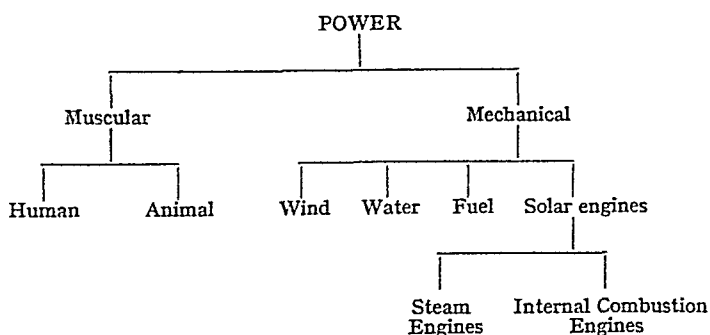 POWER
Muscular Mechanical
Human Animal Wind Water Fuel Solar engines
Steam Internal Combustion
Engines Engines